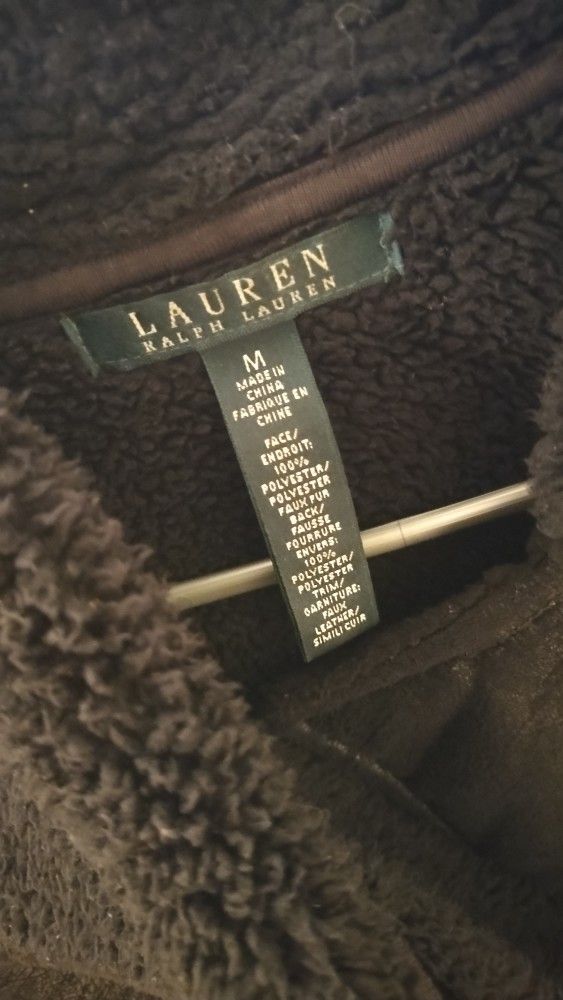 LAUREN
RALPH LAUREN
M
MADE IN
CHINA
FABRIQUE EN
CHINE
FACE/
ENDROIT:
100%
POLYESTER/
POLYESTER
FAUX FUR
BACK/
FAUSSE
FOURRURE
ENVERS:
100%
POLYESTER/
POLYESTER
TRIM/
GARNITURE:
FAUX
LEATHER/
SIMILI CUIR